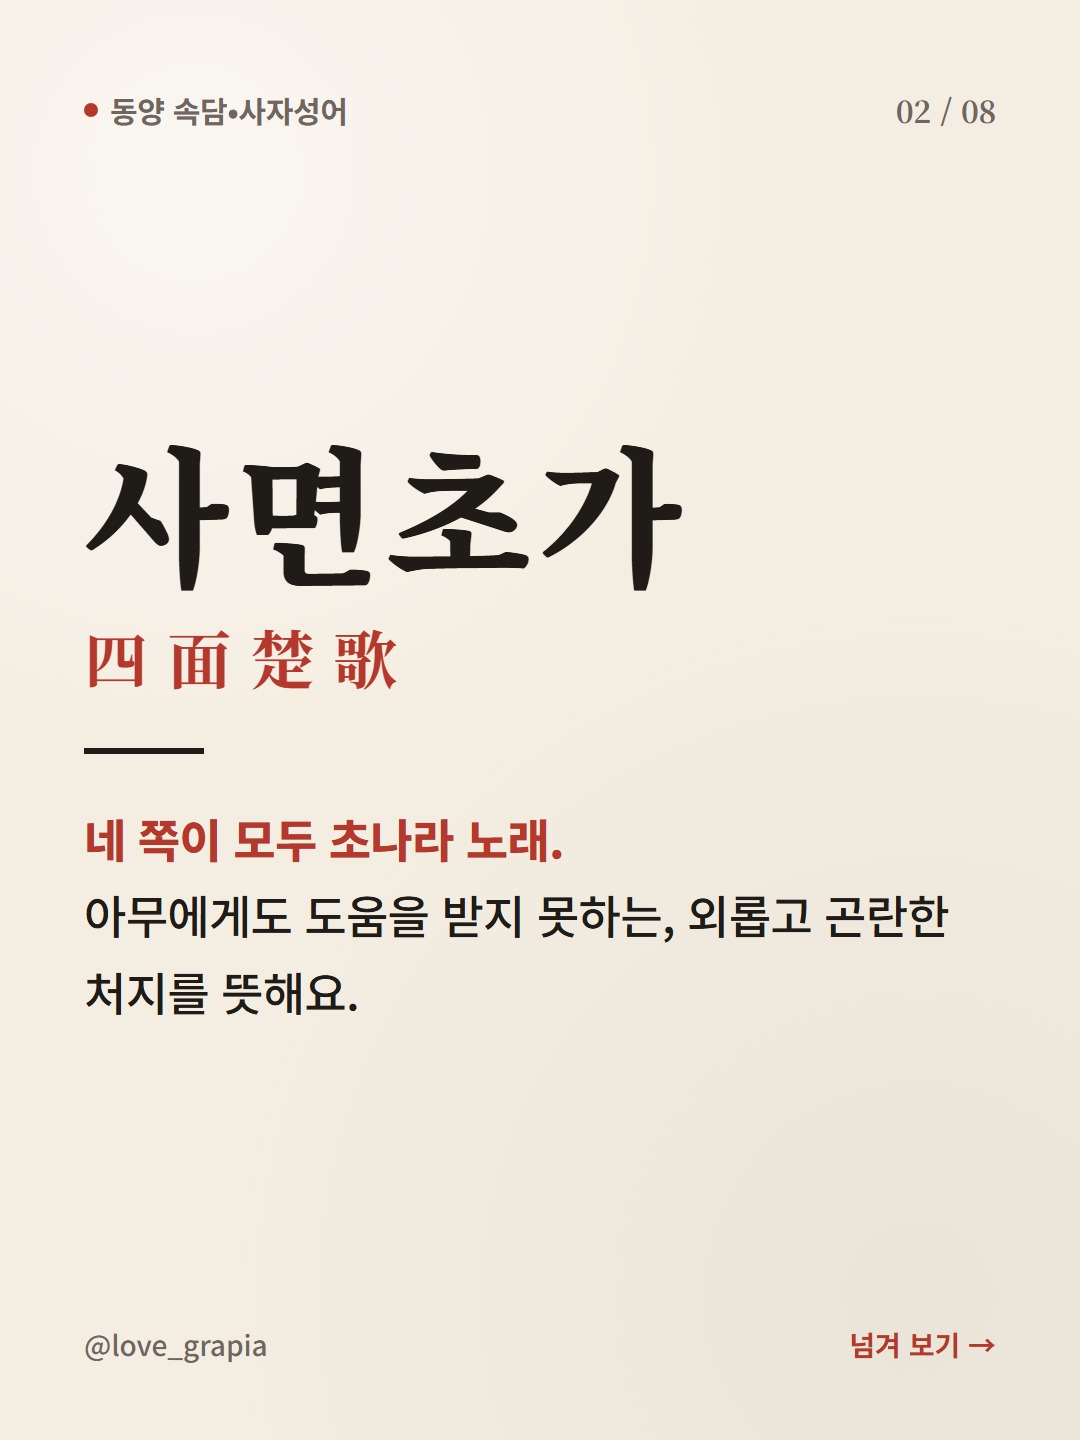 동양 속담•사자성어
02 / 08
사면초가
四面楚歌
네 쪽이 모두 초나라 노래.
아무에게도 도움을 받지 못하는, 외롭고 곤란한
처지를 뜻해요.
@love_grapia
넘겨 보기 →